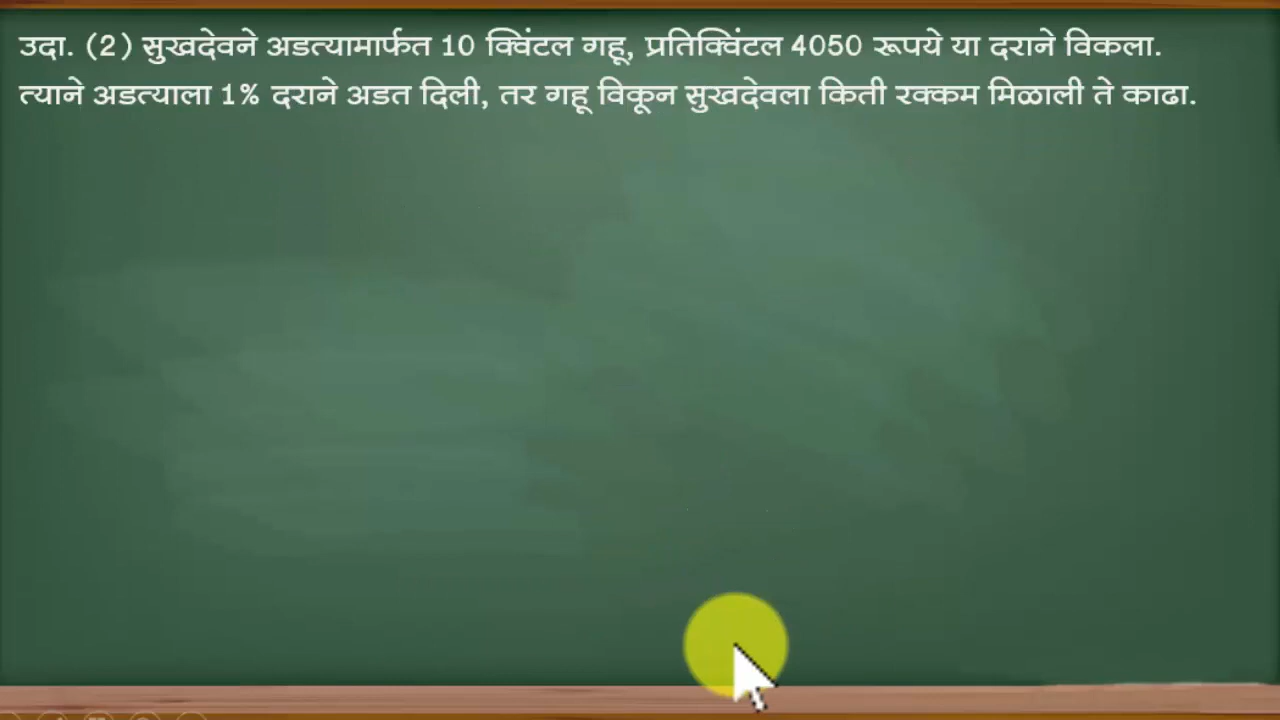 उदा. (2) सुखदेवने अडत्यामार्फत 10 क्विंटल गहू, प्रतिक्विंटल 4050 रूपये या दराने विकला.
त्याने अडत्याला 1% दराने अडत दिली, तर गहू विकून सुखदेवला किती रक्कम मिळाली ते काढा.